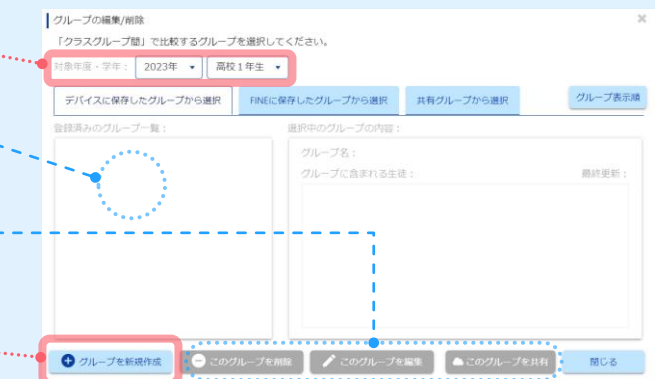 グループの編集/削除
×
「クラスグループ間」で比較するグループを選択してください。
対象年度・学年： 2023年 高校1年生
デバイスに保存したグループから選択 FINEに保存したグループから選択 共有グループから選択 グループ表示順
登録済みのグループ一覧： 選択中のグループの内容：
グループ名：
グループに含まれる生徒： 最終更新：
グループを新規作成 このグループを削除 このグループを編集 このグループを共有 閉じる